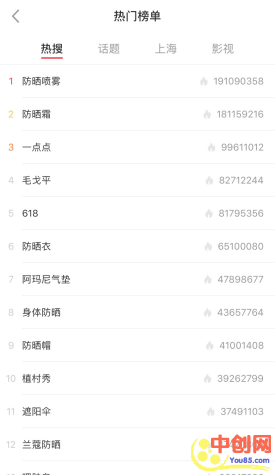 热门榜单
热搜 话题 上海 影视
1 防晒喷雾 191090358
2 防晒霜 181159216
3 一点点 99611012
4 毛戈平 82712244
5 618 81795356
6 防晒衣 65100080
7 阿玛尼气垫 47898677
8 身体防晒 43657764
9 防晒帽 41001408
10 植村秀 39262799
11 遮阳伞 37491103
12 兰蔻防晒
中创网
You85.com